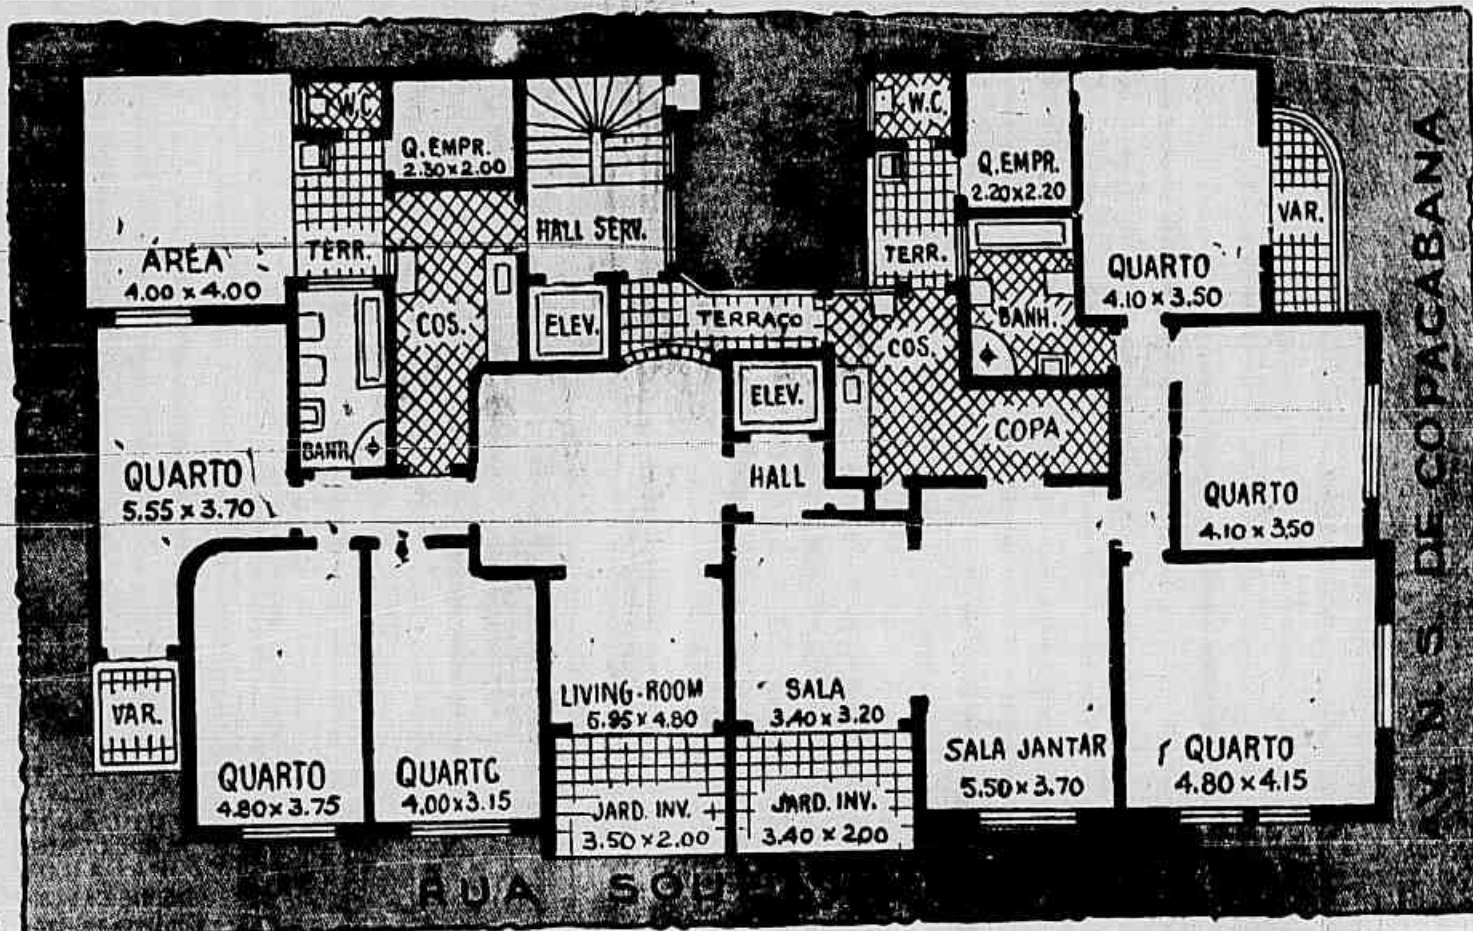 W.C.
Q. EMPR.
2.30 x 2.00
HALL SERV.
TERR.
ÁREA
4.00 x 4.00
COS.
ELEV.
TERRAÇO
W.C.
Q. EMPR.
2.20 x 2.20
TERR.
BANH.
QUARTO
4.10 x 3.50
VAR.
COS.
ELEV.
COPA
HALL
BANH.
QUARTO
5.55 x 3.70
QUARTO
4.10 x 3.50
VAR.
QUARTO
4.80 x 3.75
QUARTO
4.00 x 3.15
LIVING-ROOM
5.95 x 4.80
JARD. INV.
3.50 x 2.00
SALA
3.40 x 3.20
JARD. INV.
3.40 x 2.00
SALA JANTAR
5.50 x 3.70
QUARTO
4.80 x 4.15
RUA
AV. N. S. DE COPACABANA